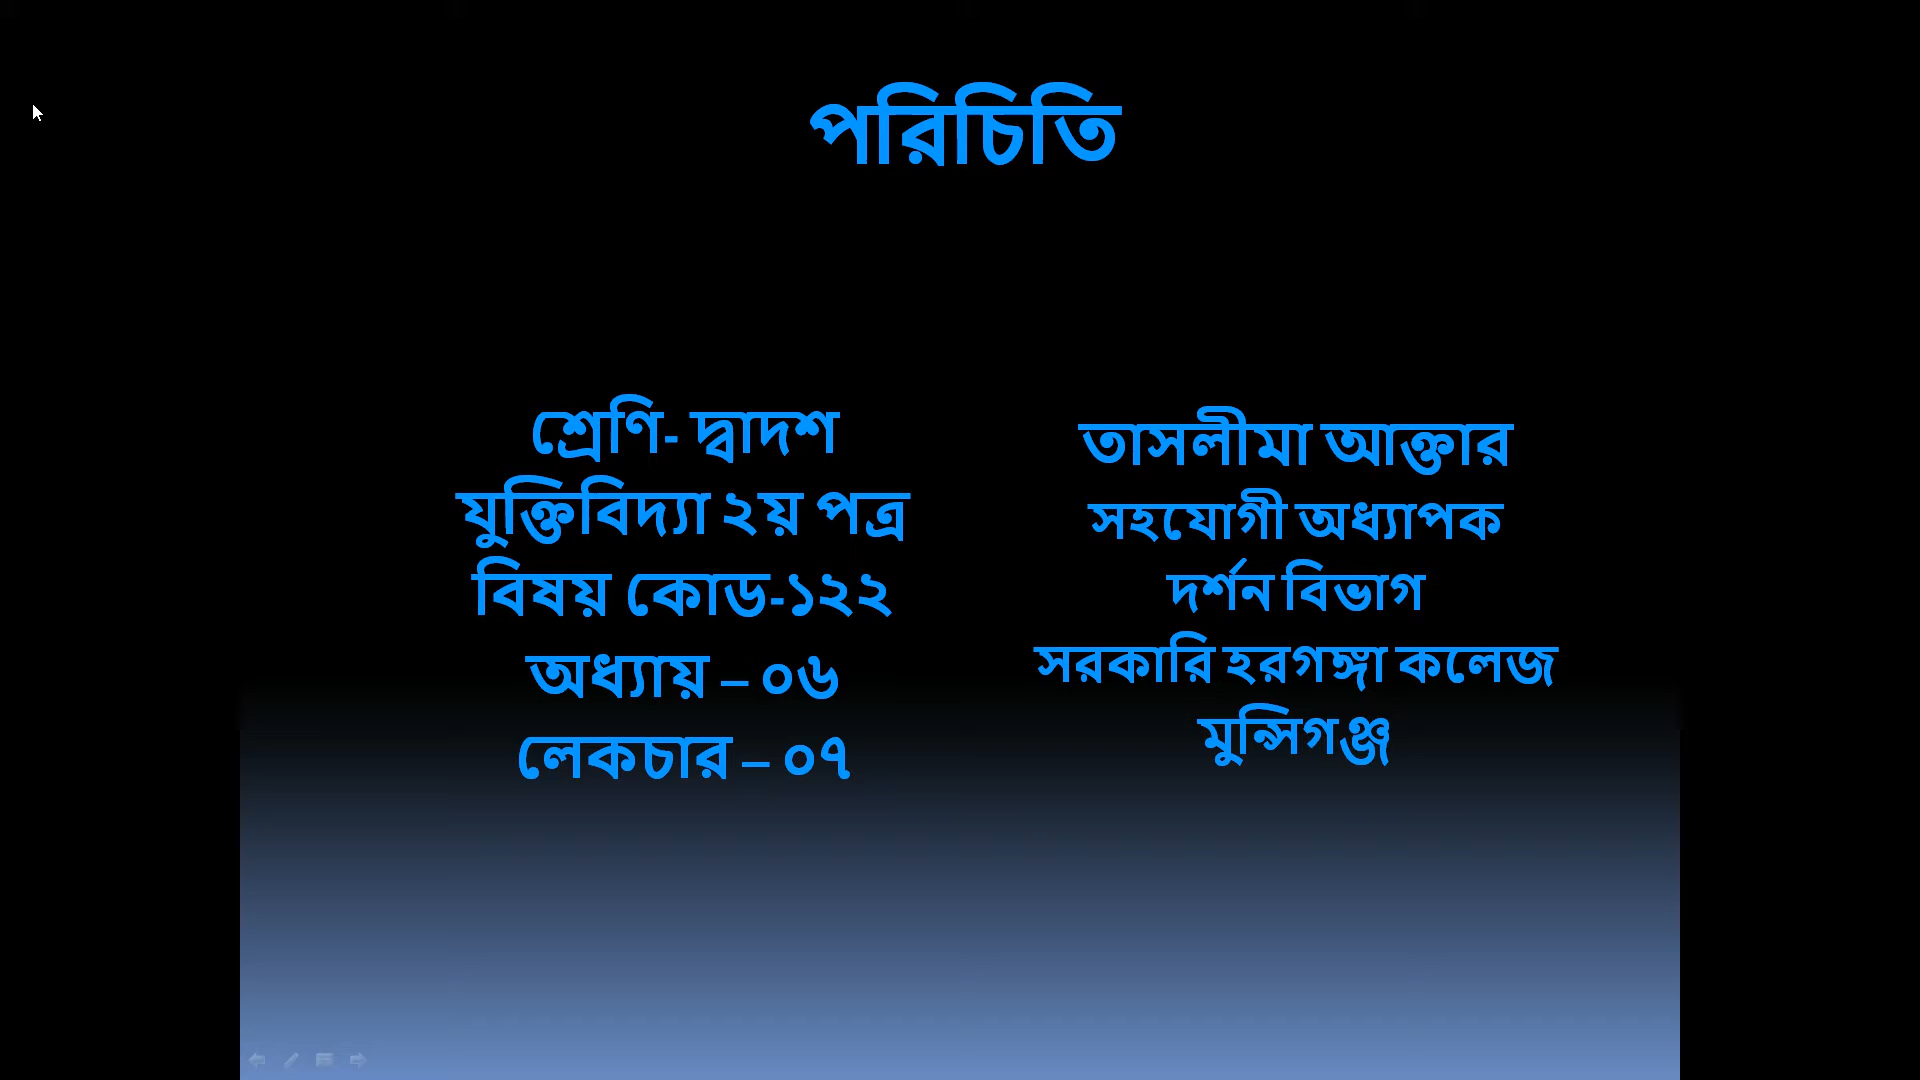 পরিচিতি
শ্রেণি- দ্বাদশ
যুক্তিবিদ্যা ২য় পত্র
বিষয় কোড-১২২
অধ্যায় – ০৬
লেকচার – ০৭
তাসলীমা আক্তার
সহযোগী অধ্যাপক
দর্শন বিভাগ
সরকারি হরগঙ্গা কলেজ
মুন্সিগঞ্জ